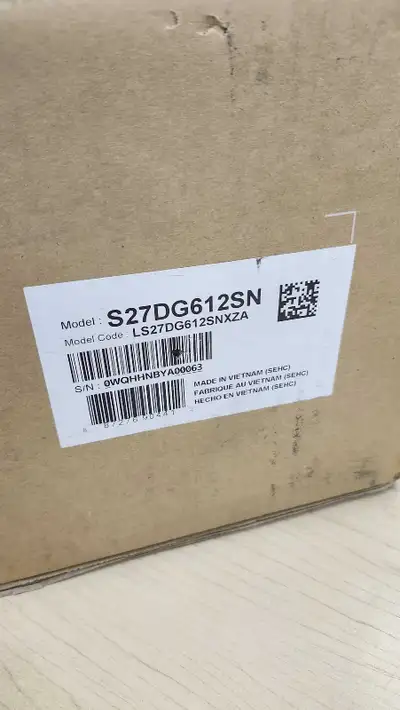 Model : S27DG612SN
Model Code : LS27DG612SNXZA
S/N : 0WQHHNBYA00063
MADE IN VIETNAM (SEHC)
FABRIQUE AU VIETNAM (SEHC)
HECHO EN VIETNAM (SEHC)